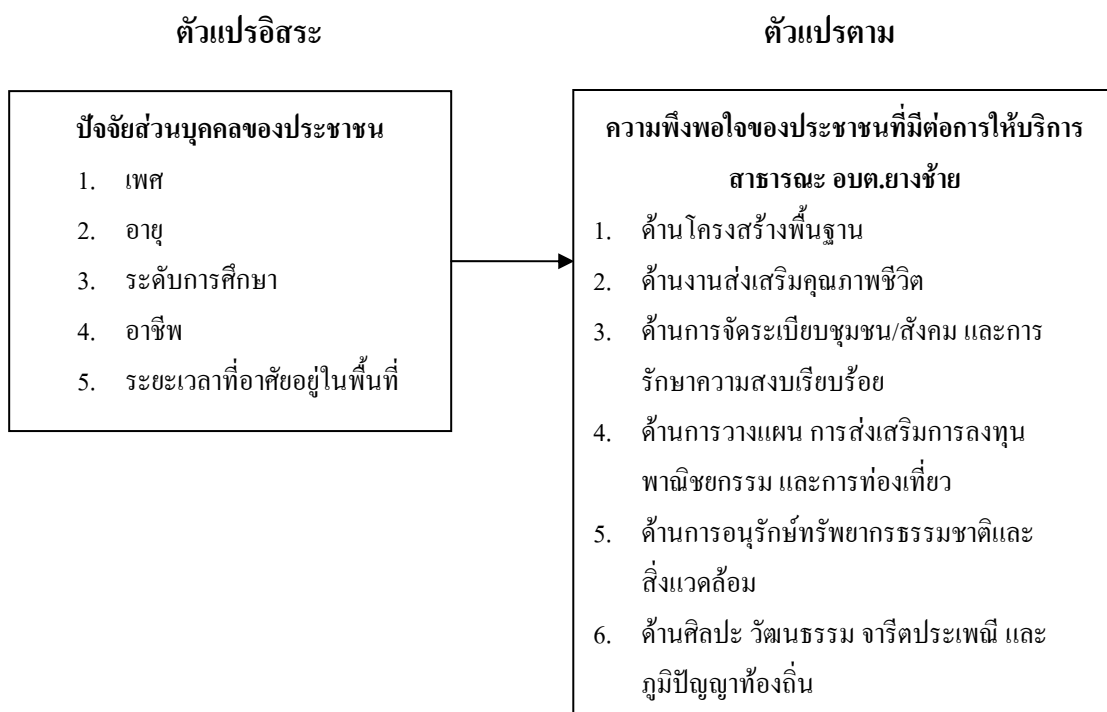 ตัวแปรอิสระ
ตัวแปรตาม
ปัจจัยส่วนบุคคลของประชาชน
1. เพศ
2. อายุ
3. ระดับการศึกษา
4. อาชีพ
5. ระยะเวลาที่อาศัยอยู่ในพื้นที่
ความพึงพอใจของประชาชนที่มีต่อการให้บริการ
สาธารณะ อบต.ยางช้าย
1. ด้านโครงสร้างพื้นฐาน
2. ด้านงานส่งเสริมคุณภาพชีวิต
3. ด้านการจัดระเบียบชุมชน/สังคม และการ
รักษาความสงบเรียบร้อย
4. ด้านการวางแผน การส่งเสริมการลงทุน
พาณิชยกรรม และการท่องเที่ยว
5. ด้านการอนุรักษ์ทรัพยากรธรรมชาติและ
สิ่งแวดล้อม
6. ด้านศิลปะ วัฒนธรรม จารีตประเพณี และ
ภูมิปัญญาท้องถิ่น